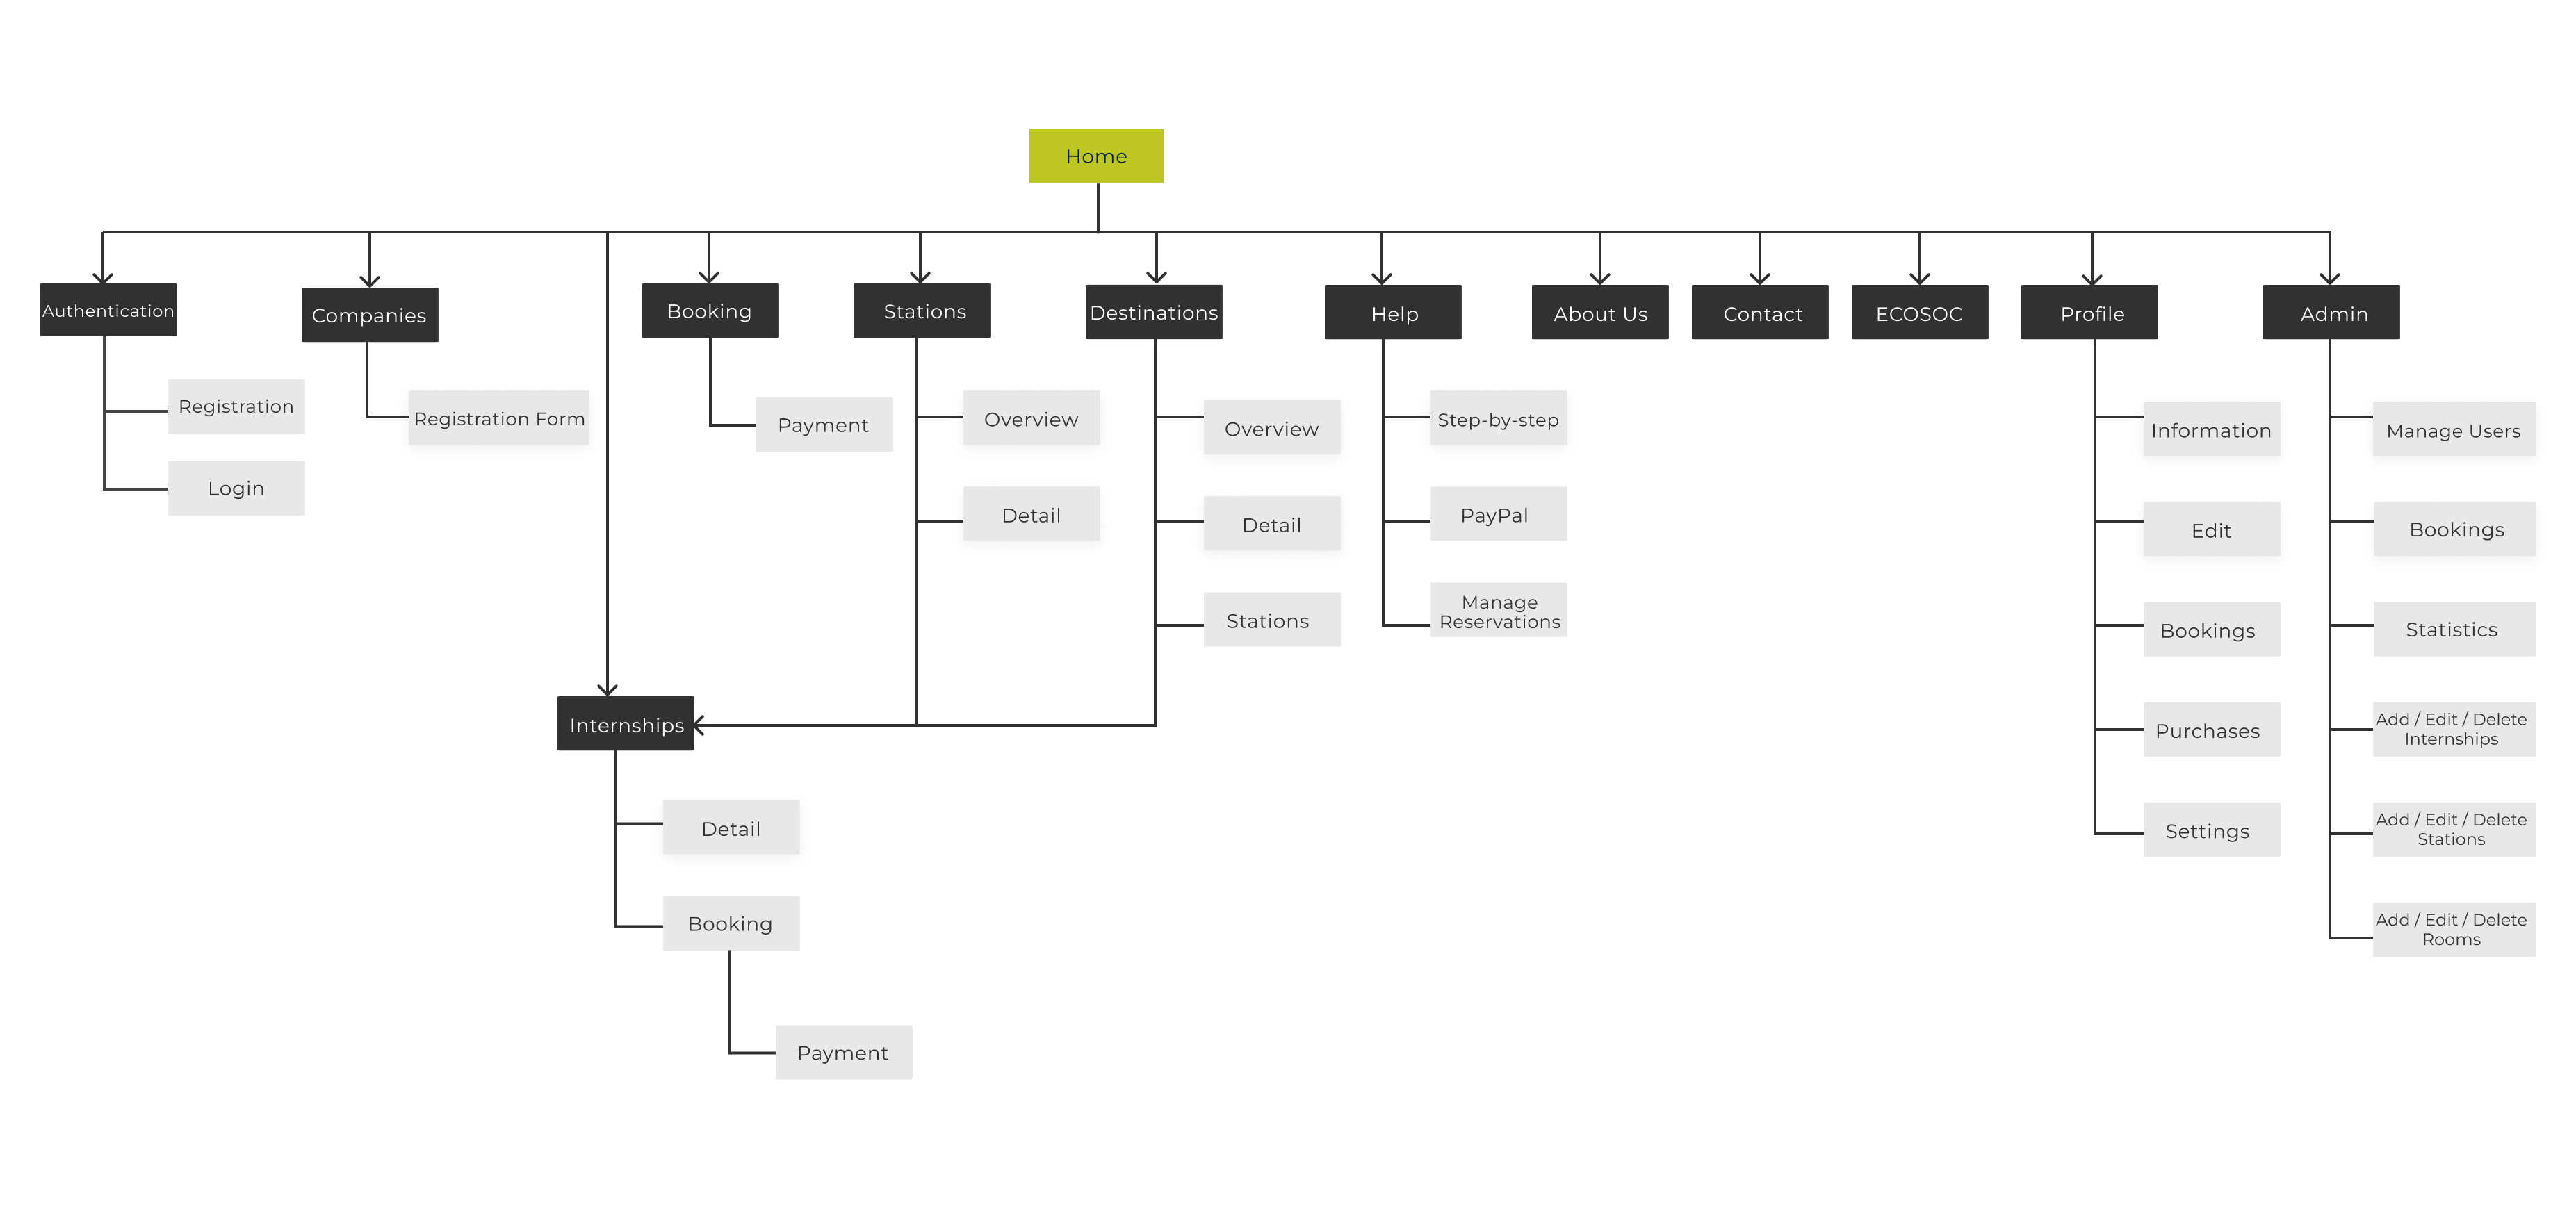 Home
Authentication
Companies
Booking
Stations
Destinations
Help
About Us
Contact
ECOSOC
Profile
Admin
Registration
Login
Registration Form
Payment
Overview
Detail
Overview
Detail
Stations
Step-by-step
PayPal
Manage
Reservations
Information
Edit
Bookings
Purchases
Settings
Manage Users
Bookings
Statistics
Add / Edit / Delete
Internships
Add / Edit / Delete
Stations
Add / Edit / Delete
Rooms
Internships
Detail
Booking
Payment